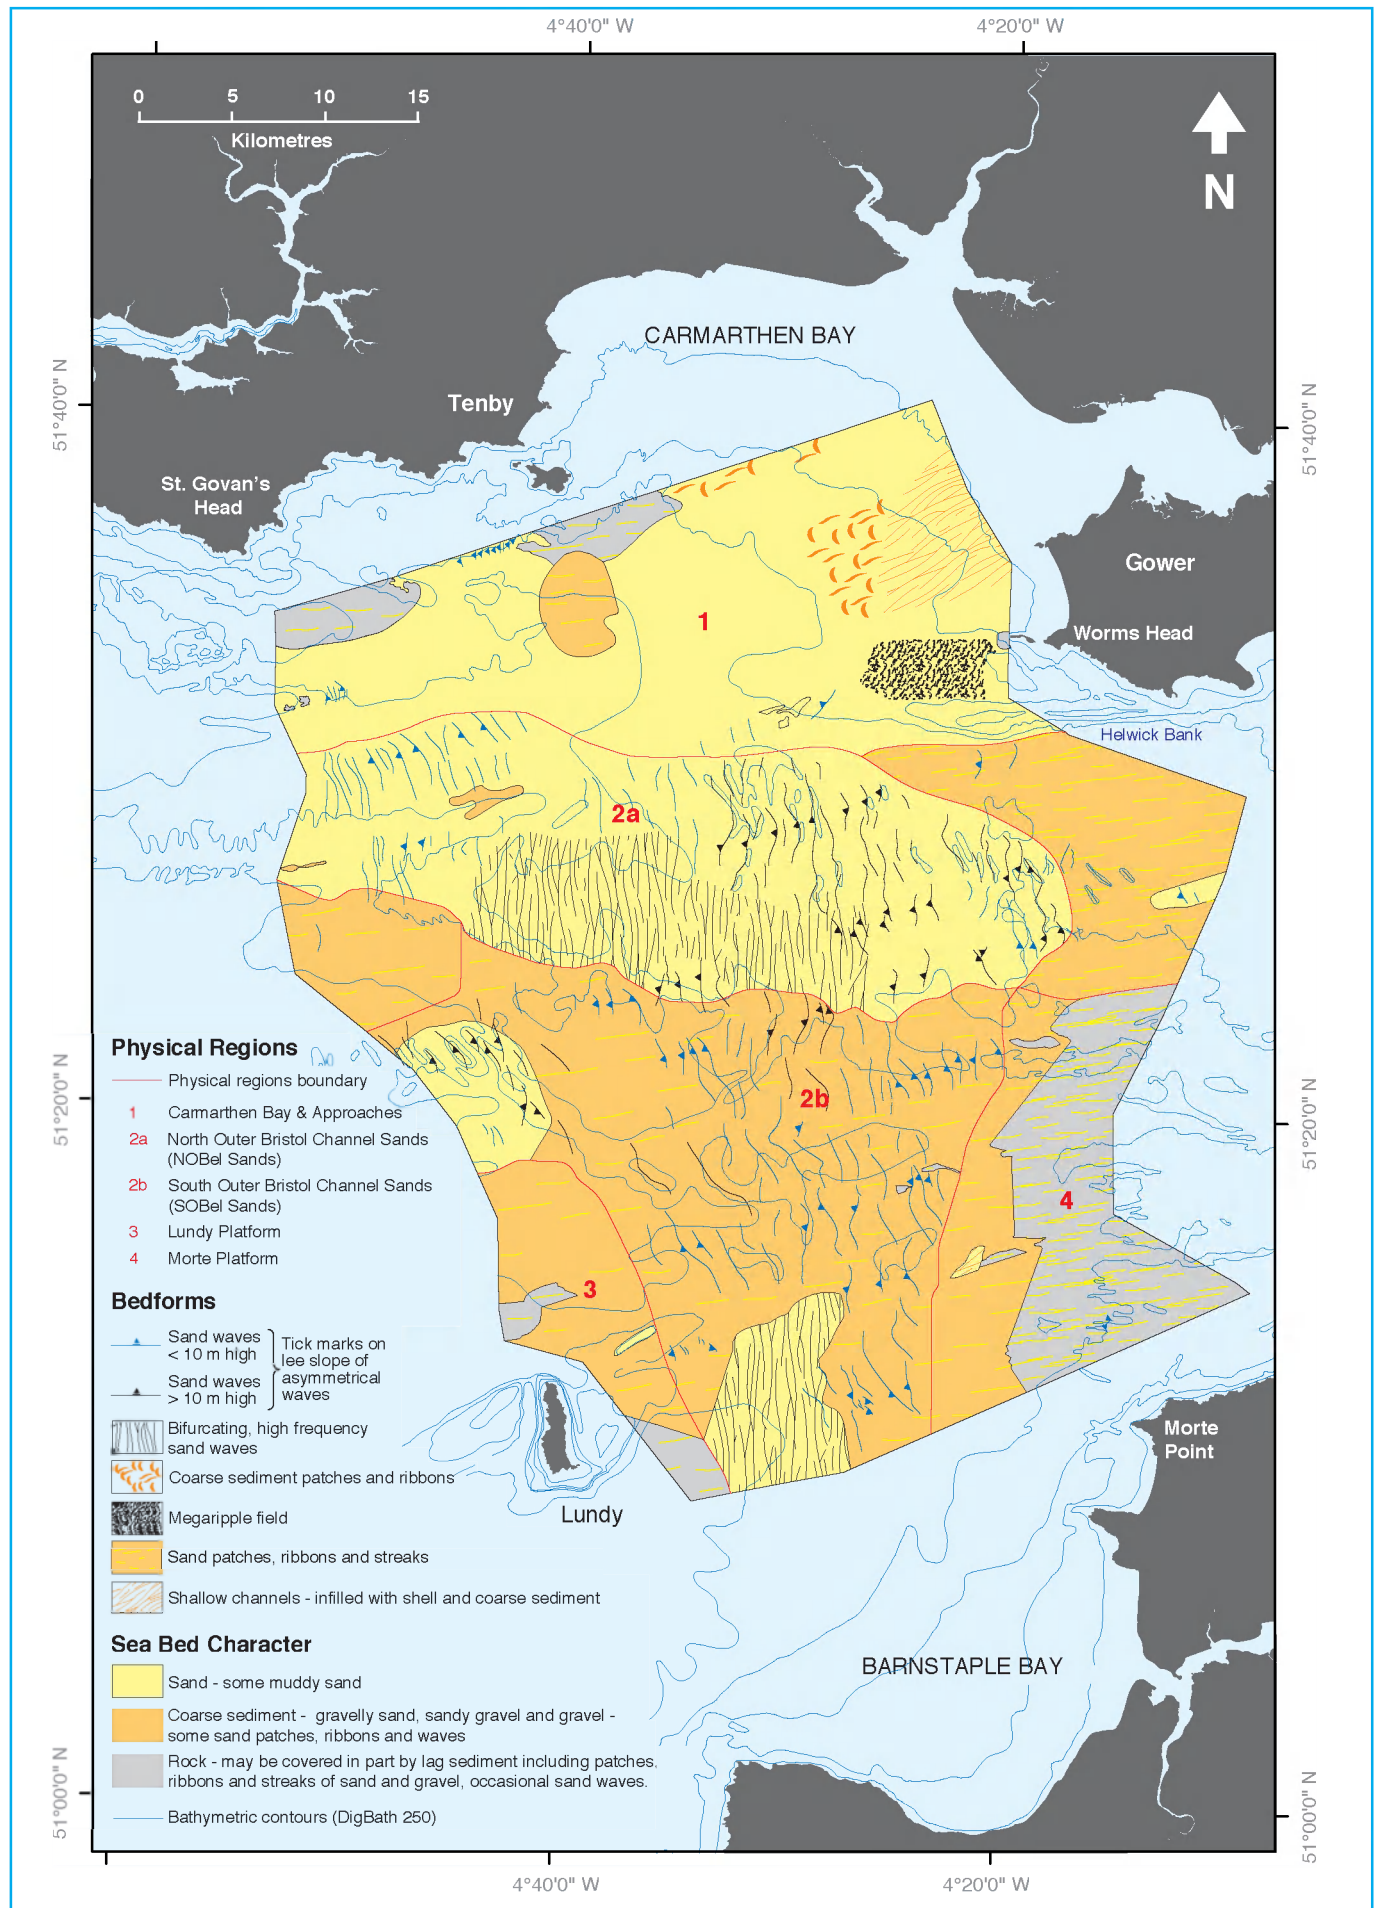 4°40'0" W
4°20'0" W
0 5 10 15
Kilometres
N
CARMARTHEN BAY
51°40'0" N
51°40'0" N
Tenby
St. Govan's
Head
Gower
1
Worms Head
Helwick Bank
2a
Physical Regions
Physical regions boundary
1 Carmarthen Bay & Approaches
2a North Outer Bristol Channel Sands
(NOBel Sands)
2b South Outer Bristol Channel Sands
(SOBel Sands)
3 Lundy Platform
4 Morte Platform
51°20'0" N
51°20'0" N
2b
4
3
Bedforms
Sand waves
< 10 m high
Sand waves
> 10 m high
Tick marks on
lee slope of
asymmetrical
waves
Bifurcating, high frequency
sand waves
Coarse sediment patches and ribbons
Megaripple field
Sand patches, ribbons and streaks
Shallow channels - infilled with shell and coarse sediment
Morte
Point
Lundy
Sea Bed Character
Sand - some muddy sand
Coarse sediment - gravelly sand, sandy gravel and gravel -
some sand patches, ribbons and waves
Rock - may be covered in part by lag sediment including patches,
ribbons and streaks of sand and gravel, occasional sand waves.
Bathymetric contours (DigBath 250)
BARNSTAPLE BAY
51°00'0" N
51°00'0" N
4°40'0" W
4°20'0" W